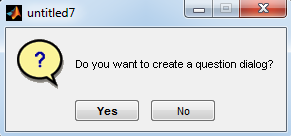 untitled7
?
Do you want to create a question dialog?
Yes No